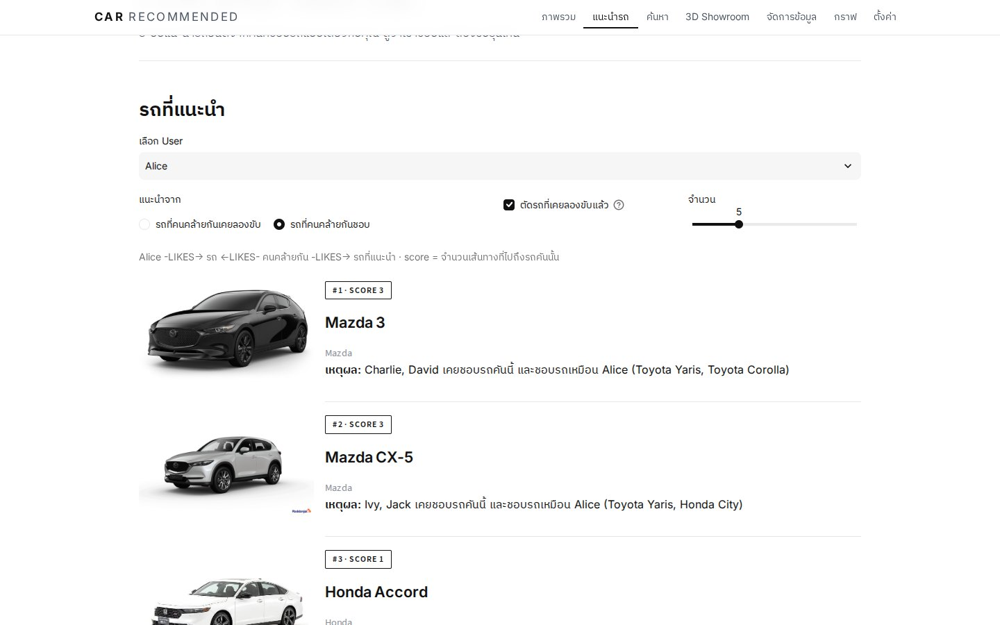 CAR RECOMMENDED
ภาพรวม
แนะนำรถ
ค้นหา
3D Showroom
จัดการข้อมูล
กราฟ
ตั้งค่า
รถที่แนะนำ
เลือก User
Alice
แนะนำจาก
รถที่คนคล้ายกันเคยลองขับ
รถที่คนคล้ายกันชอบ
ตัดรถที่เคยลองขับแล้ว
จำนวน
5
Alice -LIKES→ รถ ←LIKES- คนคล้ายกัน -LIKES→ รถที่แนะนำ · score = จำนวนเส้นทางที่ไปถึงรถคันนั้น
#1 · SCORE 3
Mazda 3
Mazda
เหตุผล: Charlie, David เคยชอบรถคันนี้ และชอบรถเหมือน Alice (Toyota Yaris, Toyota Corolla)
#2 · SCORE 3
Mazda CX-5
Mazda
เหตุผล: Ivy, Jack เคยชอบรถคันนี้ และชอบรถเหมือน Alice (Toyota Yaris, Honda City)
#3 · SCORE 1
Honda Accord
Honda